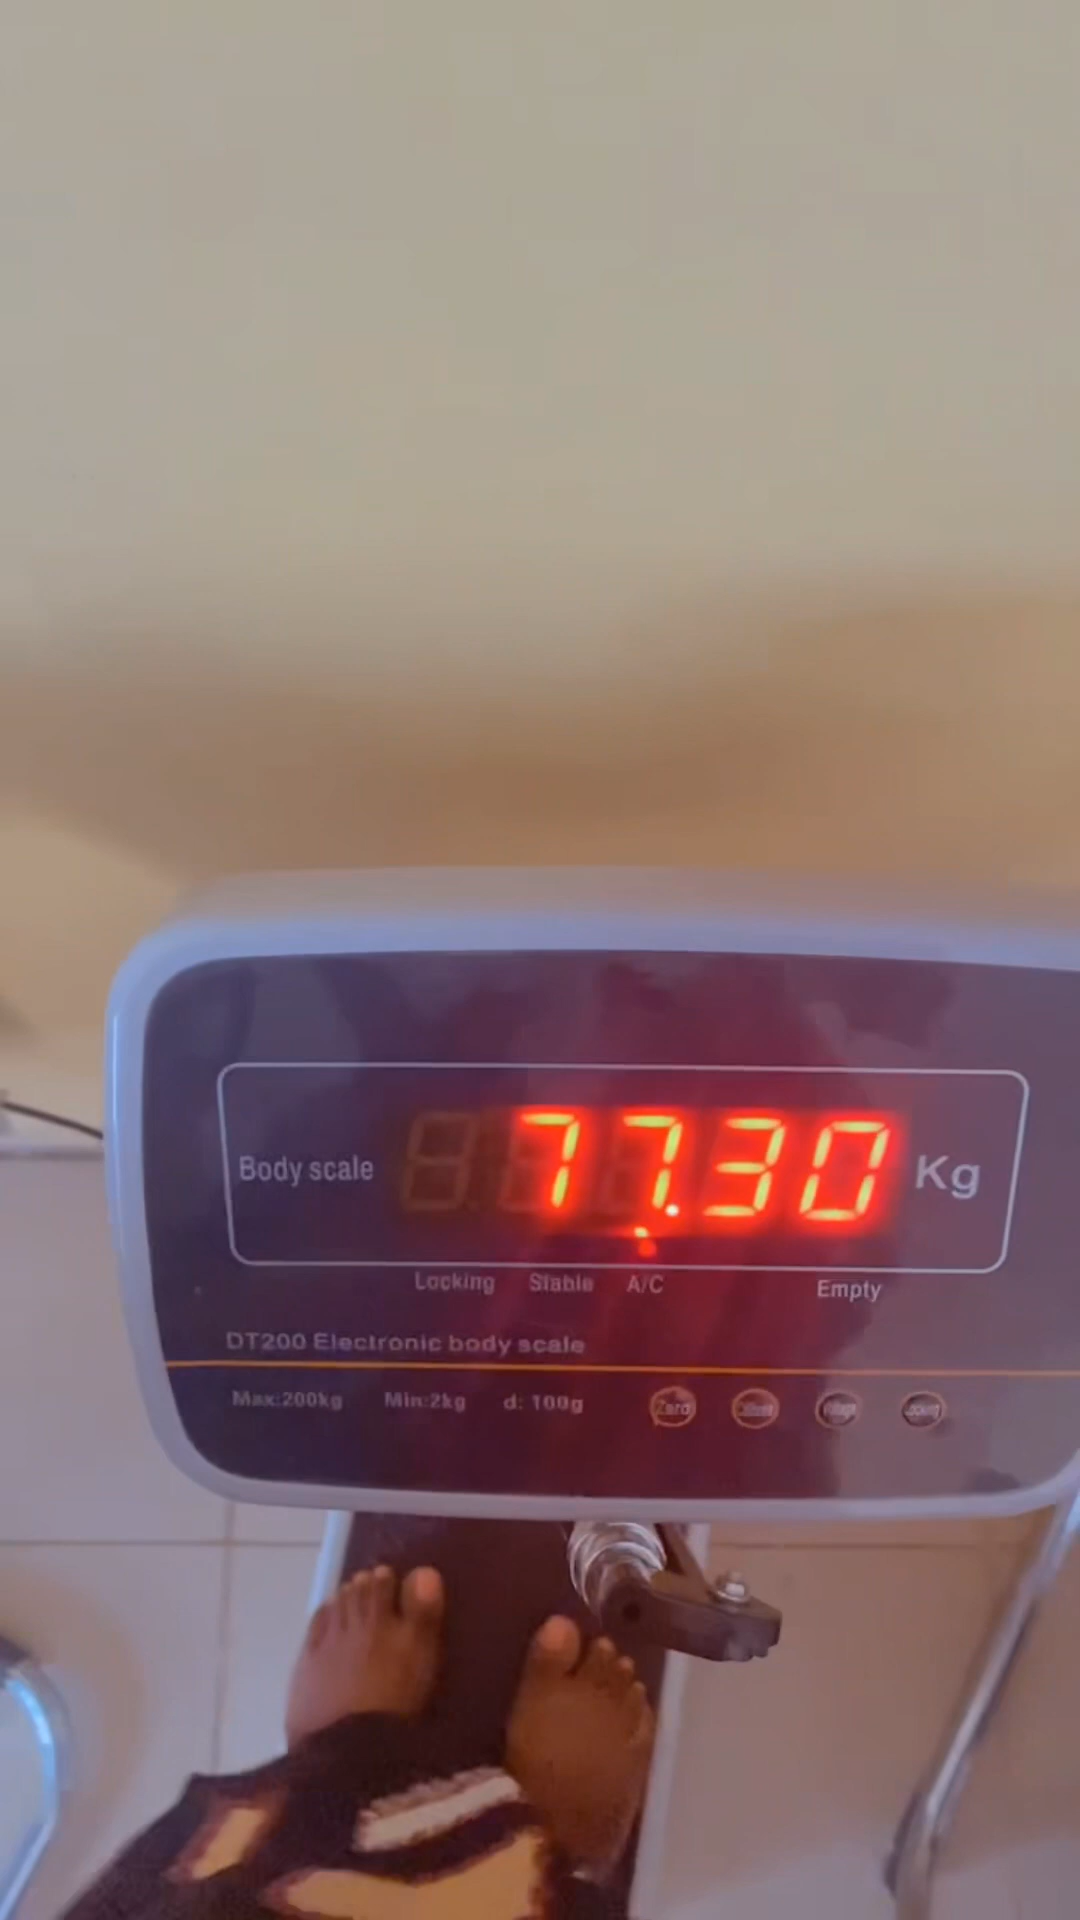 Body scale 77.30 Kg
Locking Stable A/C Empty
DT200 Electronic body scale
Max:200kg Min:2kg d: 100g Zero